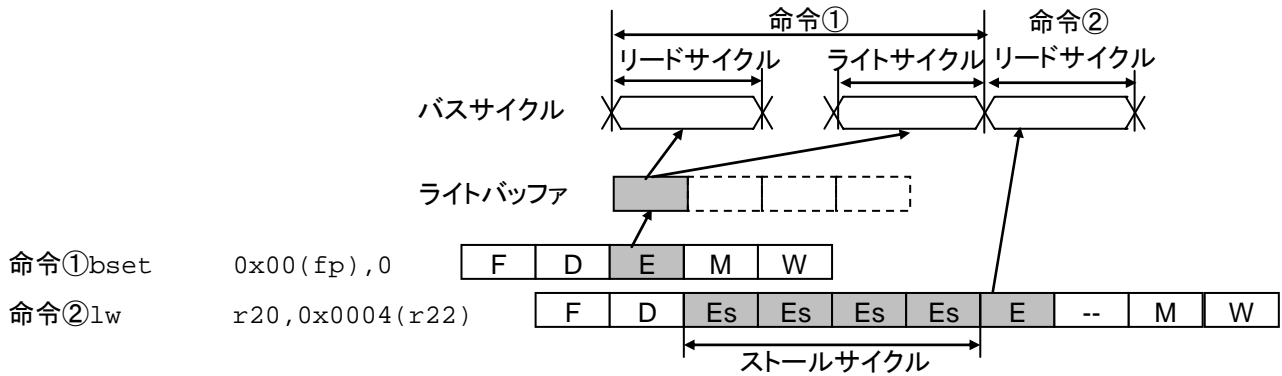 命令① 命令②
リードサイクル ライトサイクル リードサイクル
バスサイクル
ライトバッファ
命令①bset 0x00(fp),0 F D E M W
命令②lw r20,0x0004(r22) F D Es Es Es Es E -- M W
ストールサイクル